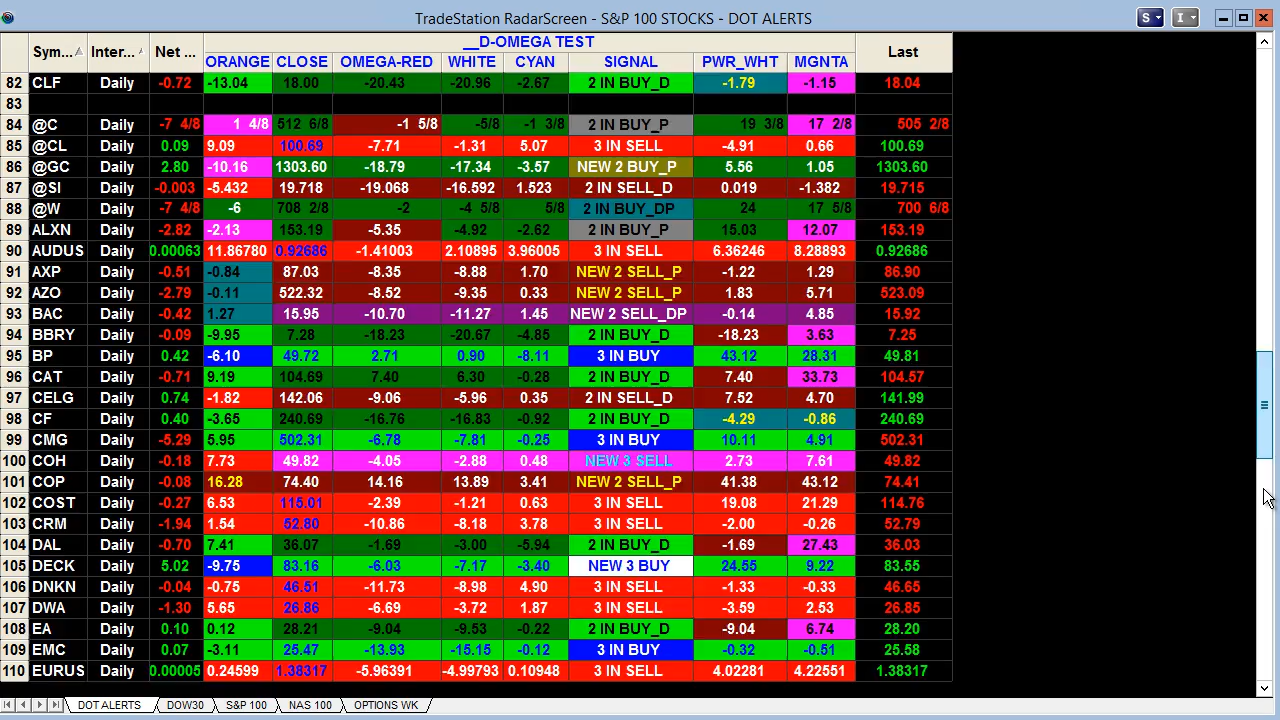 TradeStation RadarScreen - S&P 100 STOCKS - DOT ALERTS
S I
__D-OMEGA TEST
Sym... Inter... Net ... ORANGE CLOSE OMEGA-RED WHITE CYAN SIGNAL PWR_WHT MGNTA Last
82 CLF Daily -0.72 -13.04 18.00 -20.43 -20.96 -2.67 2 IN BUY_D -1.79 -1.15 18.04
83
84 @C Daily -7 4/8 1 4/8 512 6/8 -1 5/8 -5/8 -1 3/8 2 IN BUY_P 19 3/8 17 2/8 505 2/8
85 @CL Daily 0.09 9.09 100.69 -7.71 -1.31 5.07 3 IN SELL -4.91 0.66 100.69
86 @GC Daily 2.80 -10.16 1303.60 -18.79 -17.34 -3.57 NEW 2 BUY_P 5.56 1.05 1303.60
87 @SI Daily -0.003 -5.432 19.718 -19.068 -16.592 1.523 2 IN SELL_D 0.019 -1.382 19.715
88 @W Daily -7 4/8 -6 708 2/8 -2 -4 5/8 5/8 2 IN BUY_DP 24 17 5/8 700 6/8
89 ALXN Daily -2.82 -2.13 153.19 -5.35 -4.92 -2.62 2 IN BUY_P 15.03 12.07 153.19
90 AUDUS Daily 0.00063 11.86780 0.92686 -1.41003 2.10895 3.96005 3 IN SELL 6.36246 8.28893 0.92686
91 AXP Daily -0.51 -0.84 87.03 -8.35 -8.88 1.70 NEW 2 SELL_P -1.22 1.29 86.90
92 AZO Daily -2.79 -0.11 522.32 -8.52 -9.35 0.33 NEW 2 SELL_P 1.83 5.71 523.09
93 BAC Daily -0.42 1.27 15.95 -10.70 -11.27 1.45 NEW 2 SELL_DP -0.14 4.85 15.92
94 BBRY Daily -0.09 -9.95 7.28 -18.23 -20.67 -4.85 2 IN BUY_D -18.23 3.63 7.25
95 BP Daily 0.42 -6.10 49.72 2.71 0.90 -8.11 3 IN BUY 43.12 28.31 49.81
96 CAT Daily -0.71 9.19 104.69 7.40 6.30 -0.28 2 IN BUY_D 7.40 33.73 104.57
97 CELG Daily 0.74 -1.82 142.06 -9.06 -5.96 0.35 2 IN SELL_D 7.52 4.70 141.99
98 CF Daily 0.40 -3.65 240.69 -16.76 -16.83 -0.92 2 IN BUY_D -4.29 -0.86 240.69
99 CMG Daily -5.29 5.95 502.31 -6.78 -7.81 -0.25 3 IN BUY 10.11 4.91 502.31
100 COH Daily -0.18 7.73 49.82 -4.05 -2.88 0.48 NEW 3 SELL 2.73 7.61 49.82
101 COP Daily -0.08 16.28 74.40 14.16 13.89 3.41 NEW 2 SELL_P 41.38 43.12 74.41
102 COST Daily -0.27 6.53 115.01 -2.39 -1.21 0.63 3 IN SELL 19.08 21.29 114.76
103 CRM Daily -1.94 1.54 52.80 -10.86 -8.18 3.78 3 IN SELL -2.00 -0.26 52.79
104 DAL Daily -0.70 7.41 36.07 -1.69 -3.00 -5.94 2 IN BUY_D -1.69 27.43 36.03
105 DECK Daily 5.02 -9.75 83.16 -6.03 -7.17 -3.40 NEW 3 BUY 24.55 9.22 83.55
106 DNKN Daily -0.04 -0.75 46.51 -11.73 -8.98 4.90 3 IN SELL -1.33 -0.33 46.65
107 DWA Daily -1.30 5.65 26.86 -6.69 -3.72 1.87 3 IN SELL -3.59 2.53 26.85
108 EA Daily 0.10 0.12 28.21 -9.04 -9.53 -0.22 2 IN BUY_D -9.04 6.74 28.20
109 EMC Daily 0.07 -3.11 25.47 -13.93 -15.15 -0.12 3 IN BUY -0.32 -0.51 25.58
110 EURUS Daily 0.00005 0.24599 1.38317 -5.96391 -4.99793 0.10948 3 IN SELL 4.02281 4.22551 1.38317
DOT ALERTS DOW30 S&P 100 NAS 100 OPTIONS WK